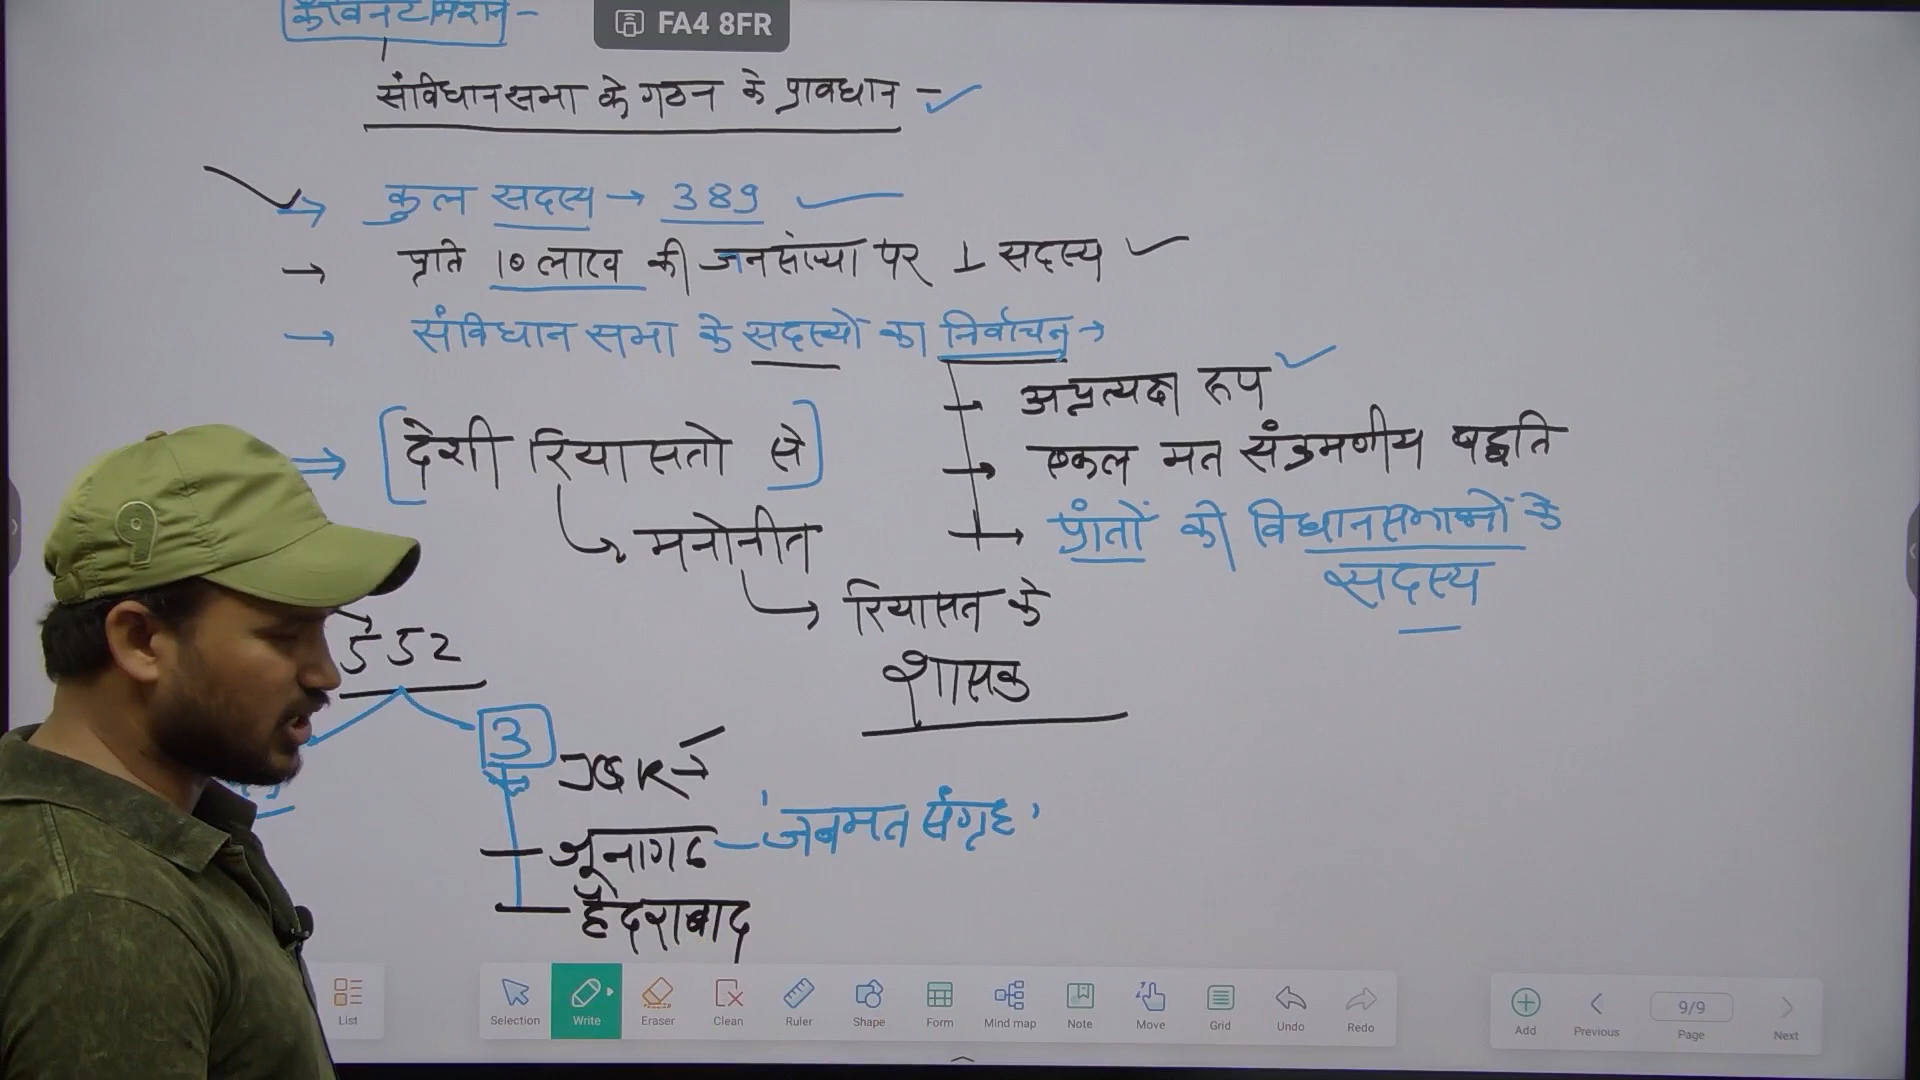 कैबिनेट मिशन -
FA4 8FR
संविधान सभा के गठन के प्रावधान -
→ कुल सदस्य → 389
→ प्रति 10 लाख की जनसंख्या पर 1 सदस्य
→ संविधान सभा के सदस्यों का निर्वाचन →
अप्रत्यक्ष रूप
एकल मत संक्रमणीय पद्धति
प्रांतों की विधानसभाओं के
सदस्य
⇒ [देशी रियासतो से]
मनोनीत
रियासत के
शासक
552
3
J&K →
जूनागढ - 'जनमत संग्रह'
हैदराबाद
List
Selection
Write
Eraser
Clean
Ruler
Shape
Form
Mind map
Note
Move
Grid
Undo
Redo
Add
Previous
9/9
Page
Next